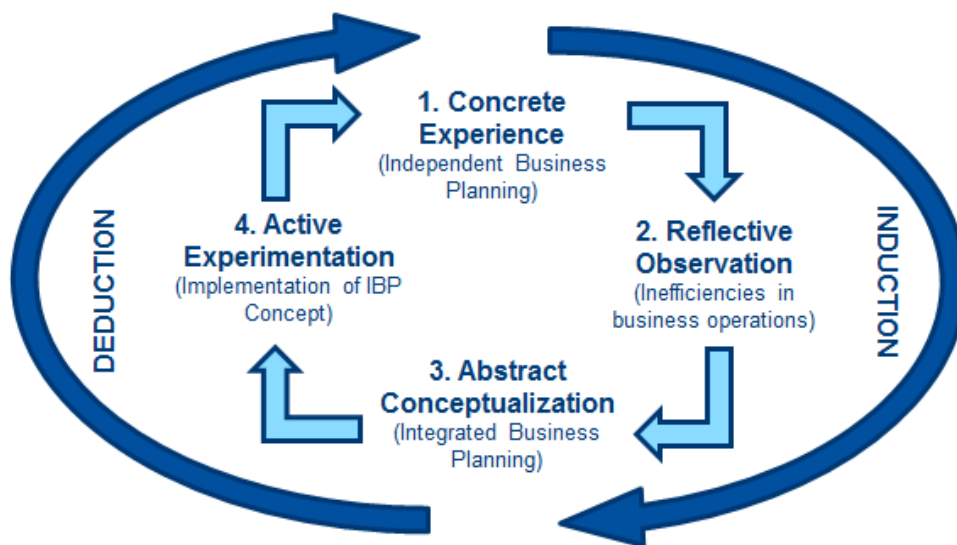 1. Concrete
Experience
(Independent Business
Planning)
2. Reflective
Observation
(Inefficiencies in
business operations)
3. Abstract
Conceptualization
(Integrated Business
Planning)
4. Active
Experimentation
(Implementation of IBP
Concept)
DEDUCTION
INDUCTION